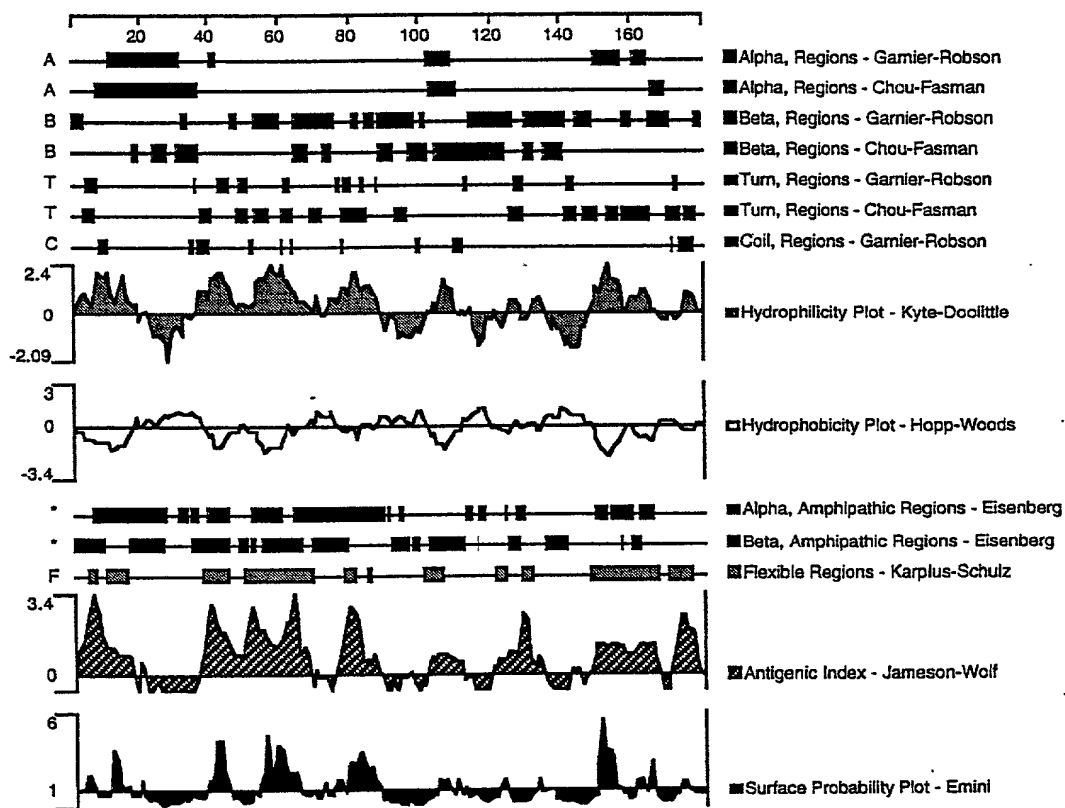 20 40 60 80 100 120 140 160
A Alpha, Regions - Garnier-Robson
A Alpha, Regions - Chou-Fasman
B Beta, Regions - Garnier-Robson
B Beta, Regions - Chou-Fasman
T Turn, Regions - Garnier-Robson
T Turn, Regions - Chou-Fasman
C Coil, Regions - Garnier-Robson
2.4
0 Hydrophilicity Plot - Kyte-Doolittle
-2.09
3
0 Hydrophobicity Plot - Hopp-Woods
-3.4
* Alpha, Amphipathic Regions - Eisenberg
* Beta, Amphipathic Regions - Eisenberg
F Flexible Regions - Karplus-Schulz
3.4
0 Antigenic Index - Jameson-Wolf
6
1 Surface Probability Plot - Emini